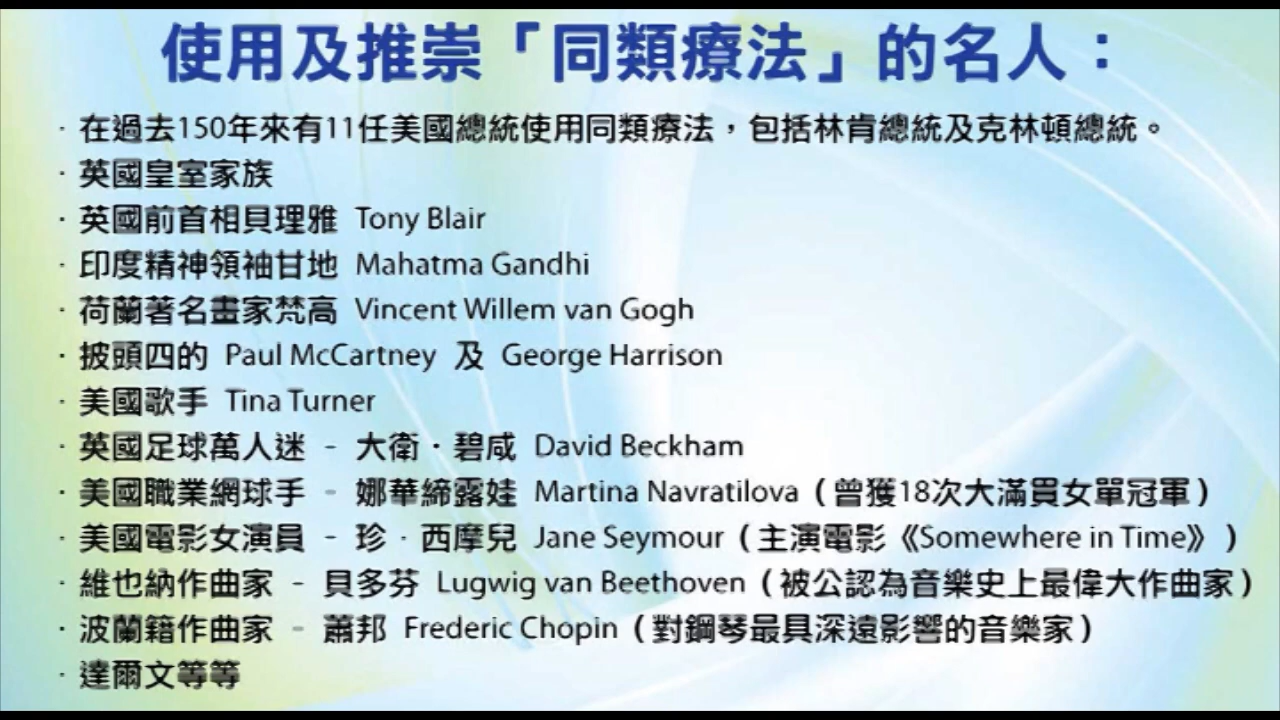 使用及推崇「同類療法」的名人：
· 在過去150年來有11任美國總統使用同類療法，包括林肯總統及克林頓總統。
· 英國皇室家族
· 英國前首相貝理雅 Tony Blair
· 印度精神領袖甘地 Mahatma Gandhi
· 荷蘭著名畫家梵高 Vincent Willem van Gogh
· 披頭四的 Paul McCartney 及 George Harrison
· 美國歌手 Tina Turner
· 英國足球萬人迷 - 大衛·碧咸 David Beckham
· 美國職業網球手 - 娜華締露娃 Martina Navratilova（曾獲18次大滿貫女單冠軍）
· 美國電影女演員 - 珍·西摩兒 Jane Seymour（主演電影《Somewhere in Time》）
· 維也納作曲家 - 貝多芬 Lugwig van Beethoven（被公認為音樂史上最偉大作曲家）
· 波蘭籍作曲家 - 蕭邦 Frederic Chopin（對鋼琴最具深遠影響的音樂家）
· 達爾文等等